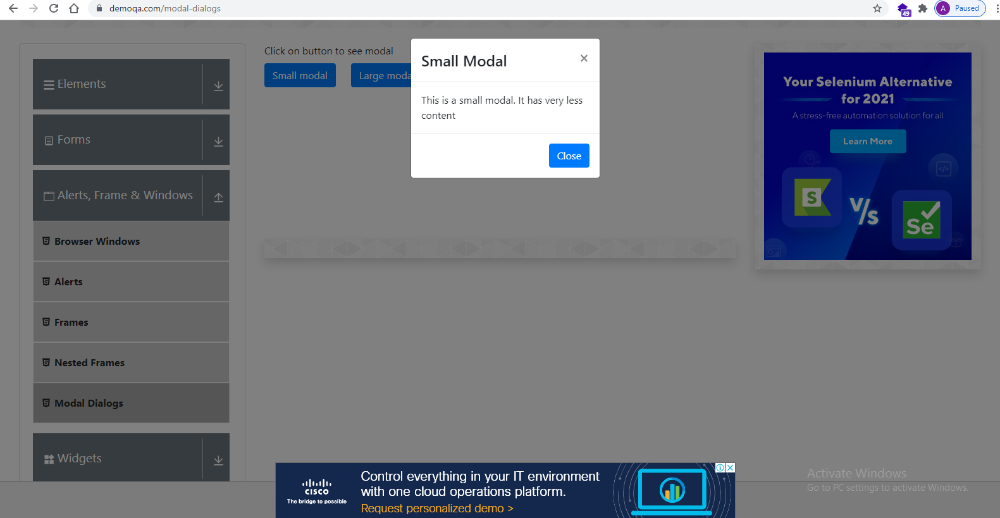 demoqa.com/modal-dialogs
49
A
Paused
Elements
Forms
Alerts, Frame & Windows
Browser Windows
Alerts
Frames
Nested Frames
Modal Dialogs
Widgets
Click on button to see modal
Small modal
Large moda
Small Modal
×
This is a small modal. It has very less
content
Close
Your Selenium Alternative
for 2021
A stress-free automation solution for all
Learn More
</>
S
V/s
Se
CISCO
The bridge to possible
Control everything in your IT environment
with one cloud operations platform.
Request personalized demo >
Activate Windows
Go to PC settings to activate Windows.